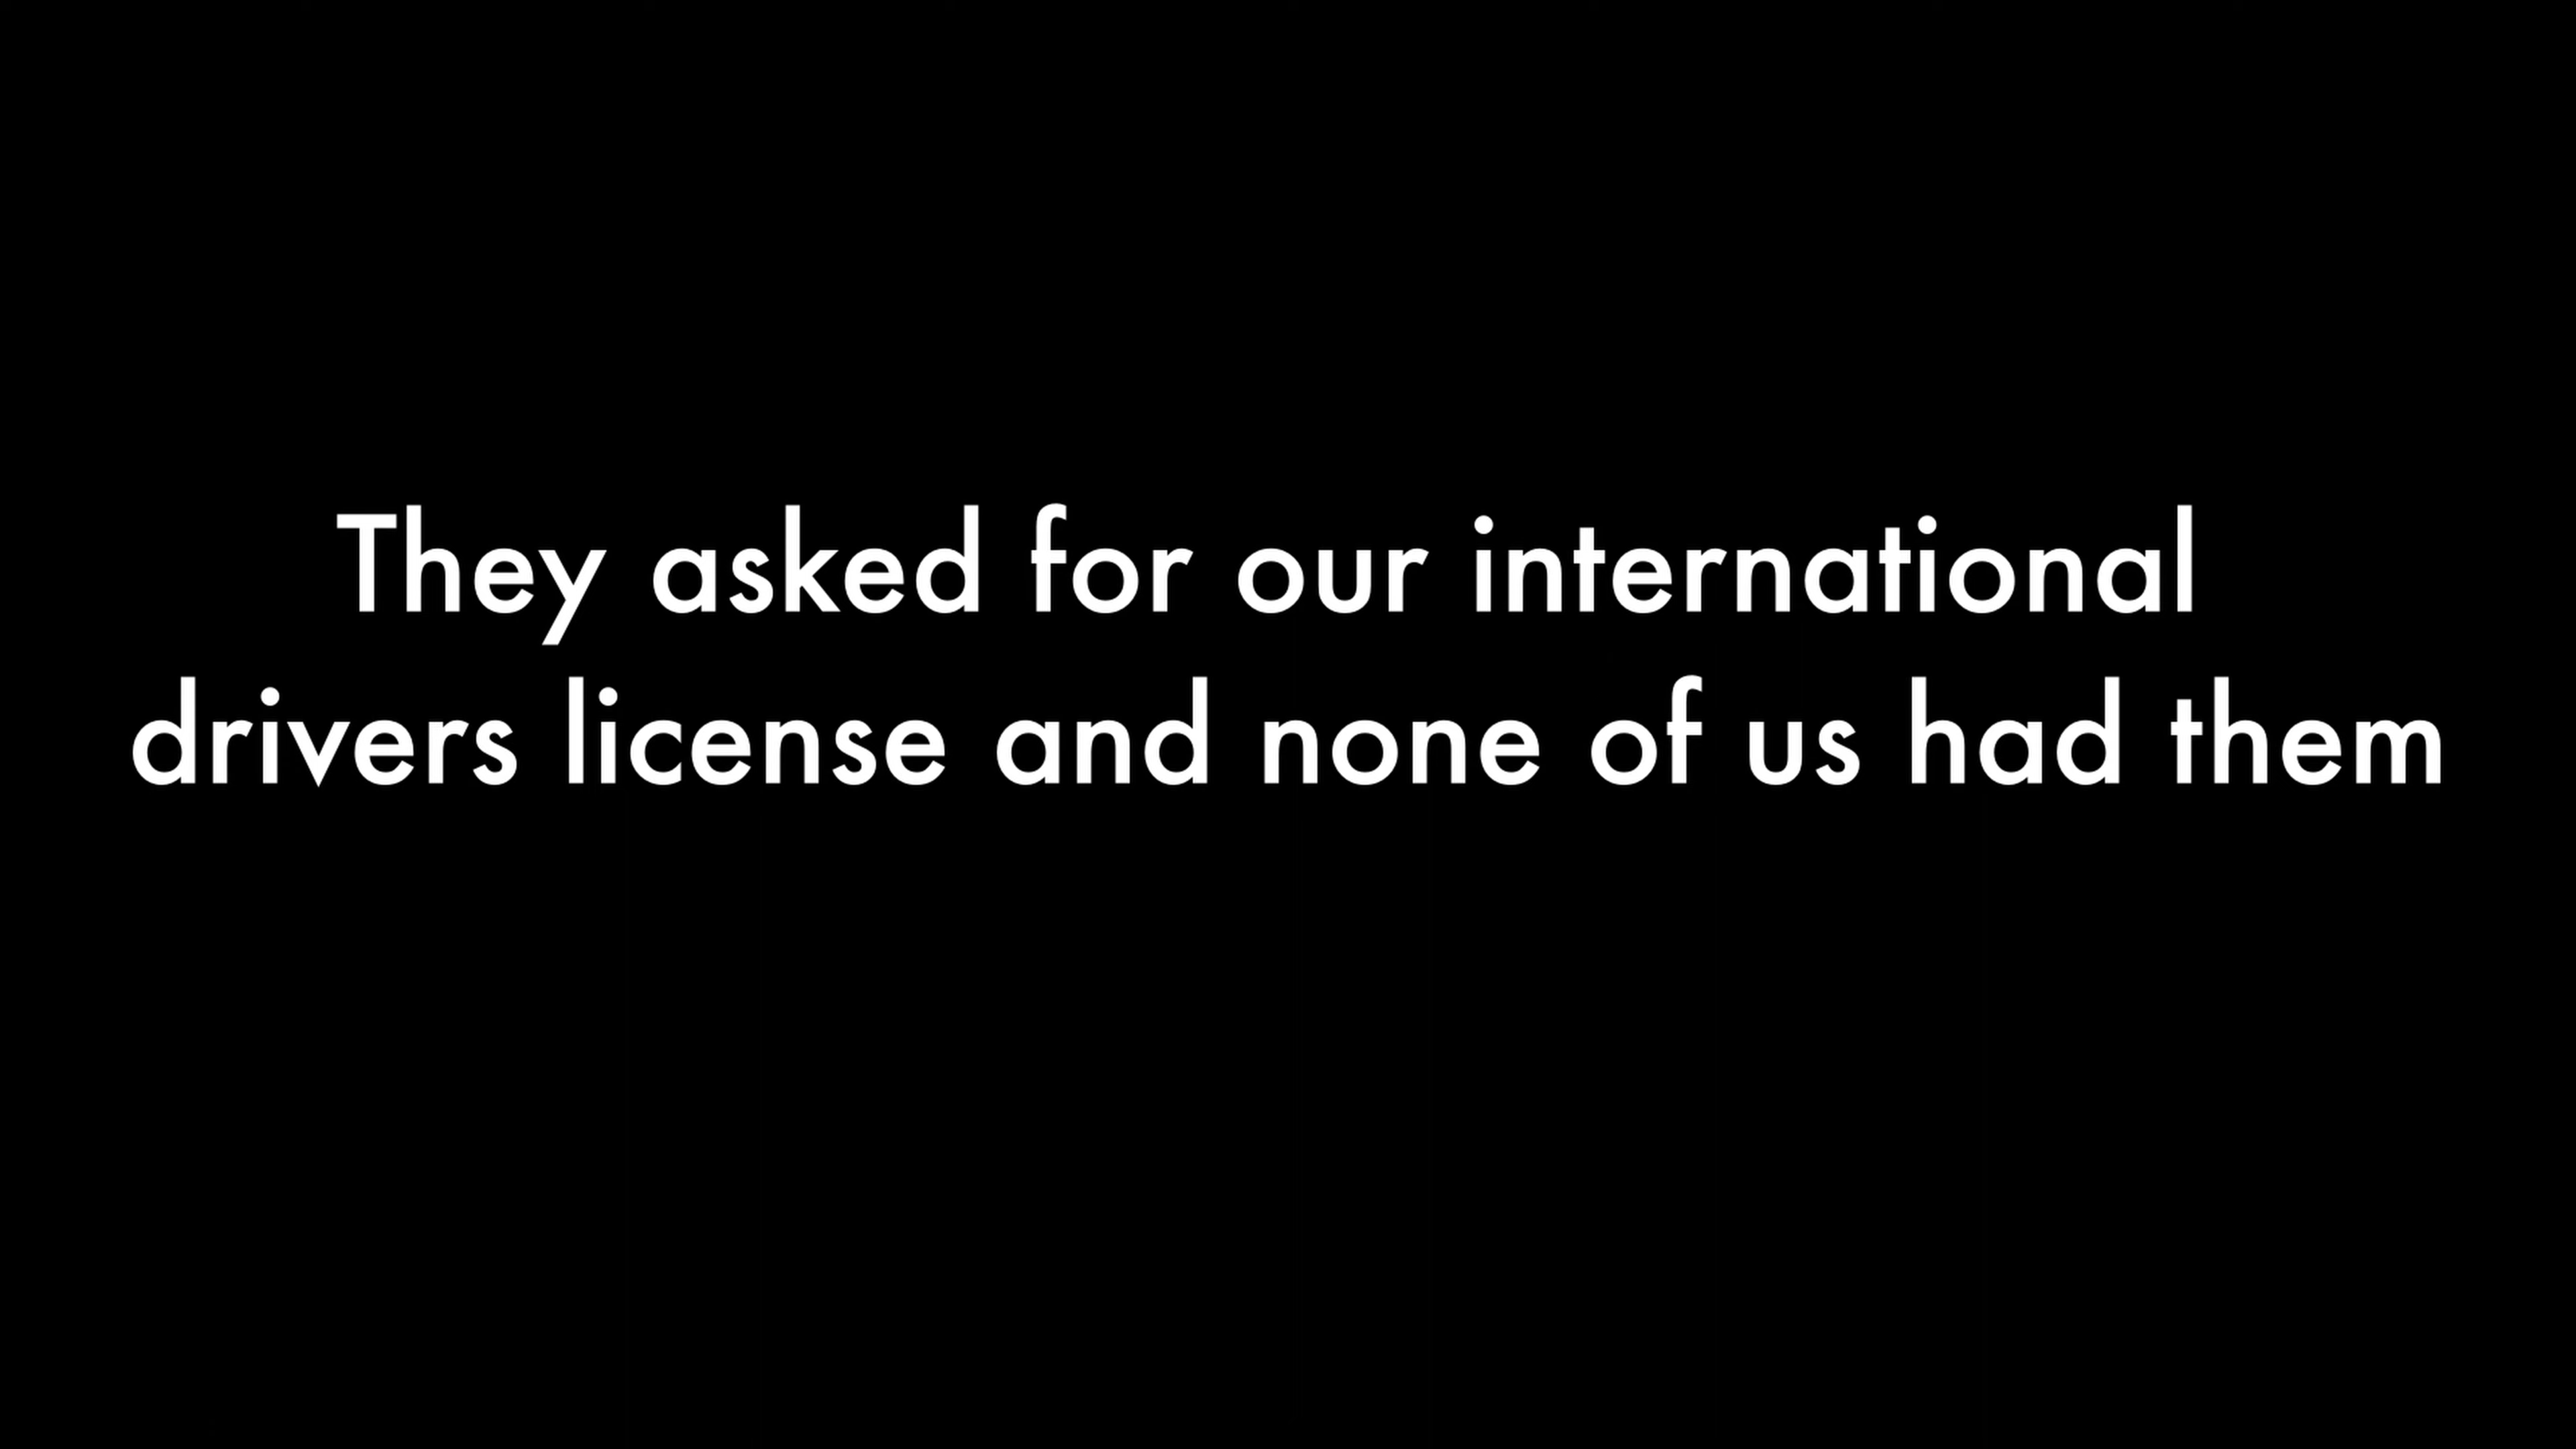 They asked for our international
drivers license and none of us had them